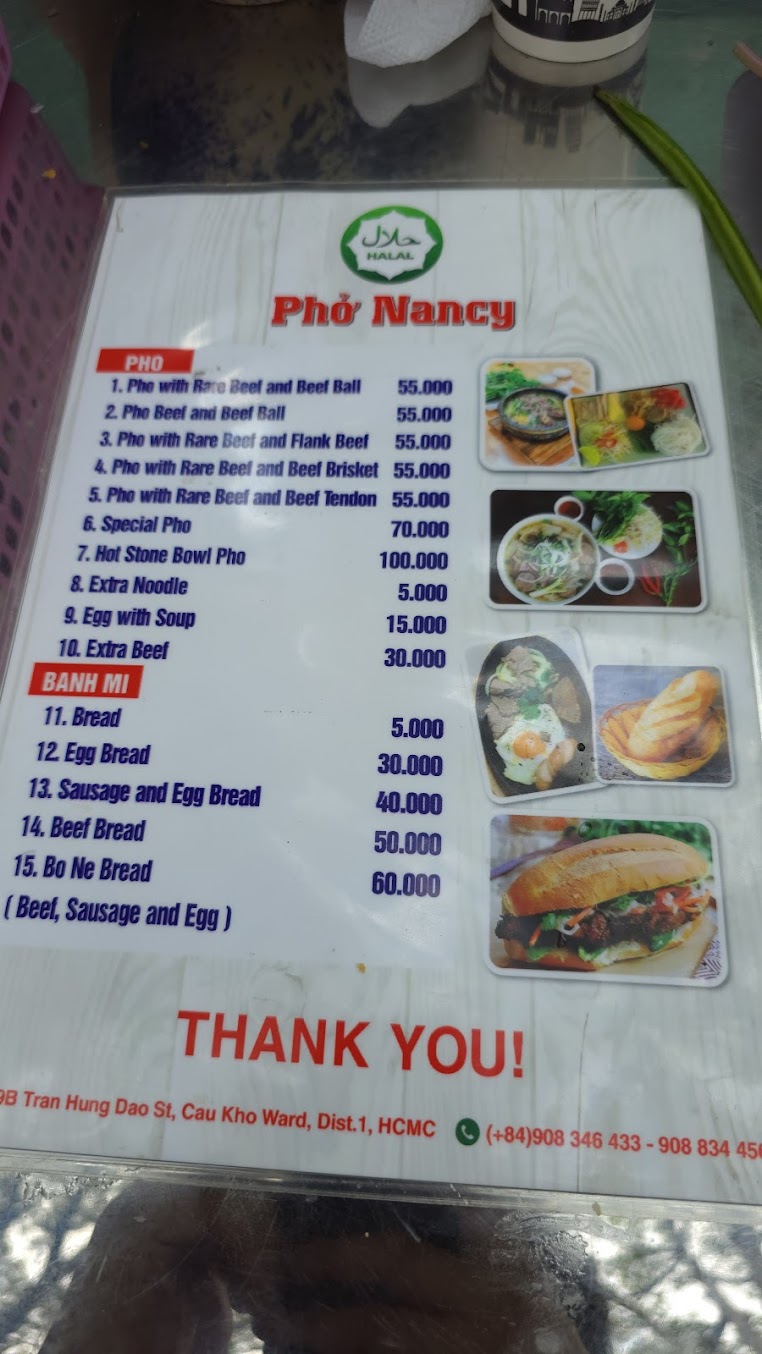 حلال
HALAL
Phở Nancy
PHO
1. Pho with Rare Beef and Beef Ball 55.000
2. Pho Beef and Beef Ball 55.000
3. Pho with Rare Beef and Flank Beef 55.000
4. Pho with Rare Beef and Beef Brisket 55.000
5. Pho with Rare Beef and Beef Tendon 55.000
6. Special Pho 70.000
7. Hot Stone Bowl Pho 100.000
8. Extra Noodle 5.000
9. Egg with Soup 15.000
10. Extra Beef 30.000
BANH MI
11. Bread 5.000
12. Egg Bread 30.000
13. Sausage and Egg Bread 40.000
14. Beef Bread 50.000
15. Bo Ne Bread 60.000
( Beef, Sausage and Egg )
THANK YOU!
9B Tran Hung Dao St, Cau Kho Ward, Dist.1, HCMC (+84)908 346 433 - 908 834 45